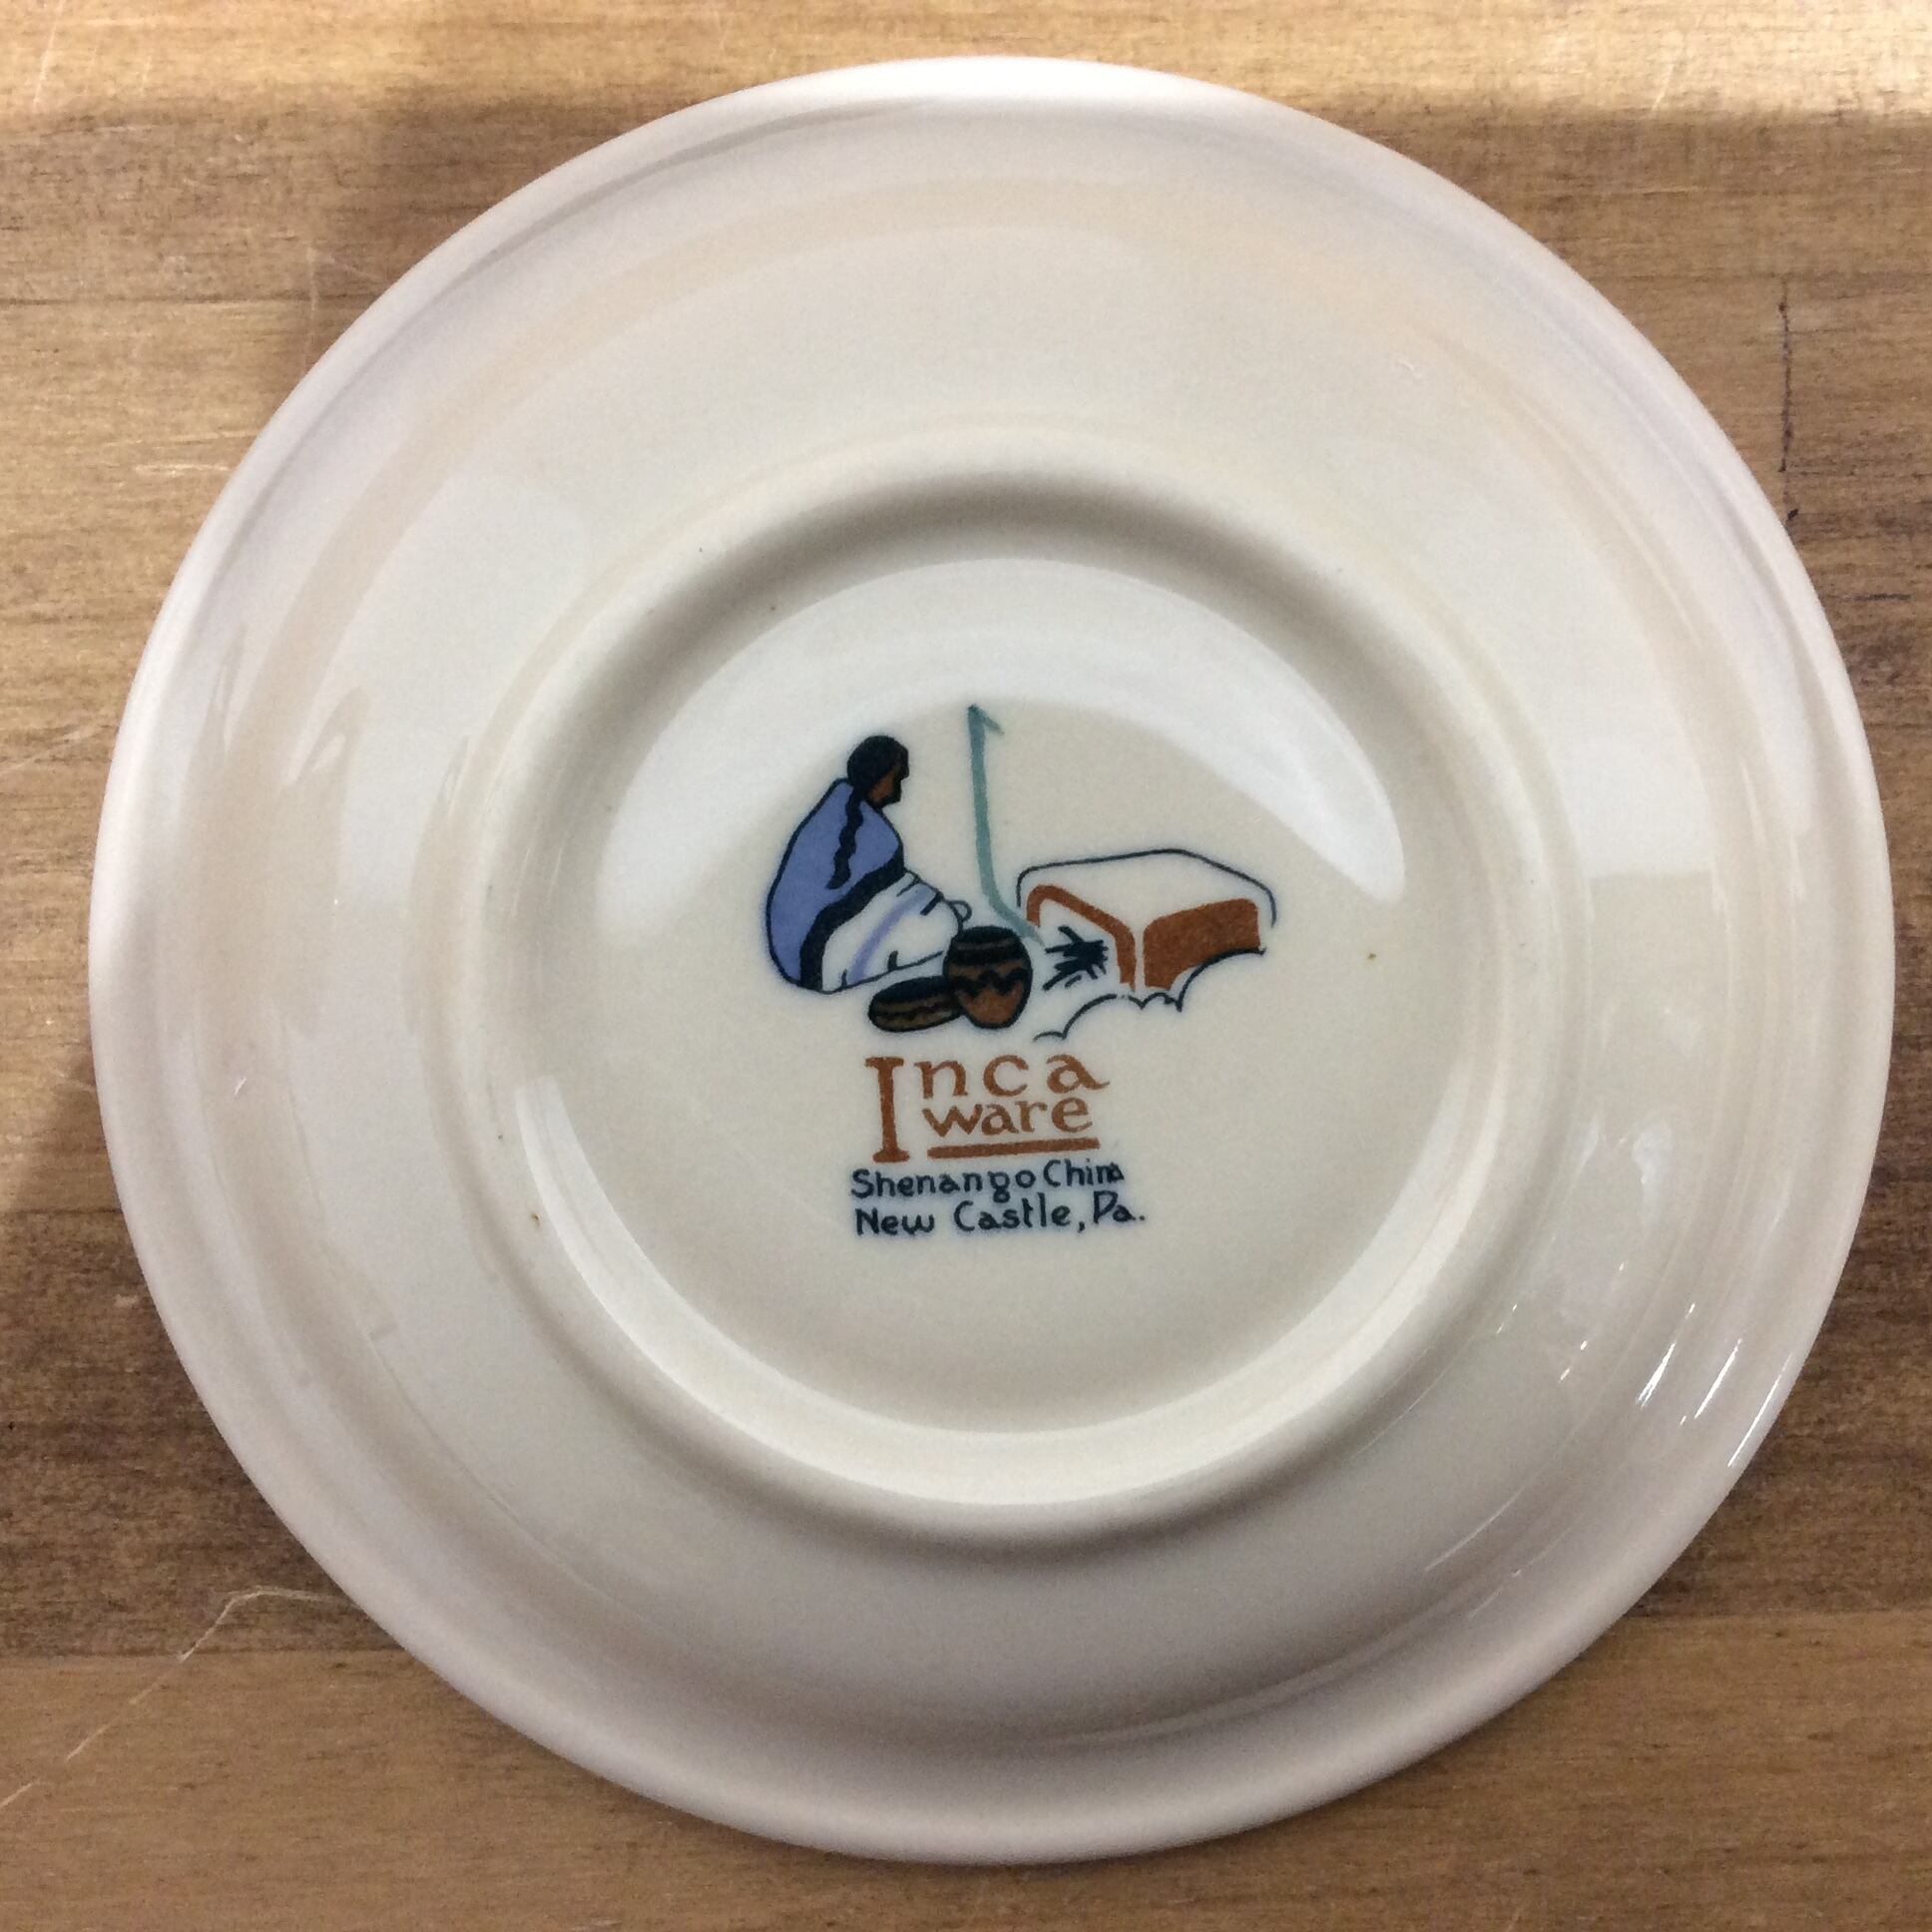 Inca
ware
Shenango China
New Castle, Pa.